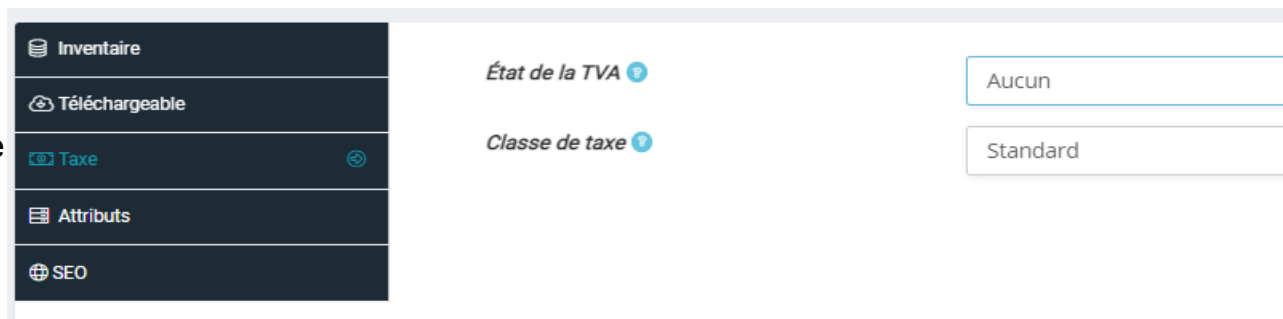 Inventaire
Téléchargeable
Taxe
Attributs
SEO
État de la TVA ?
Aucun
Classe de taxe ?
Standard